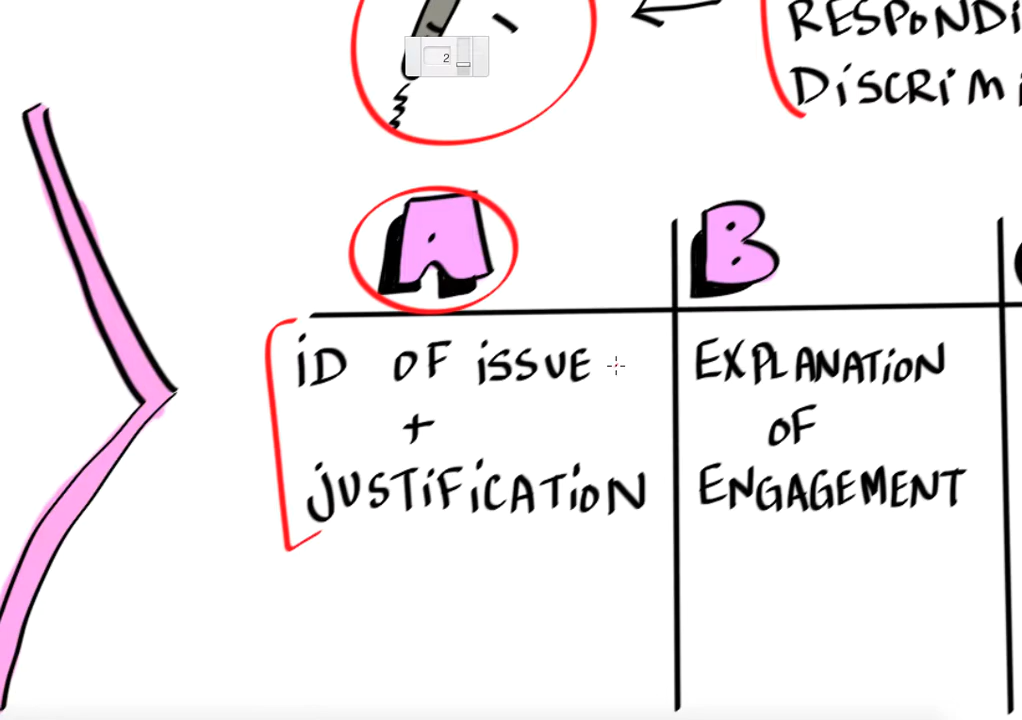 2
RESPONDi
DiSCRiMi
A
B
iD OF iSSUE
+
JUSTiFiCATiON
EXPLANATiON
OF
ENGAGEMENT